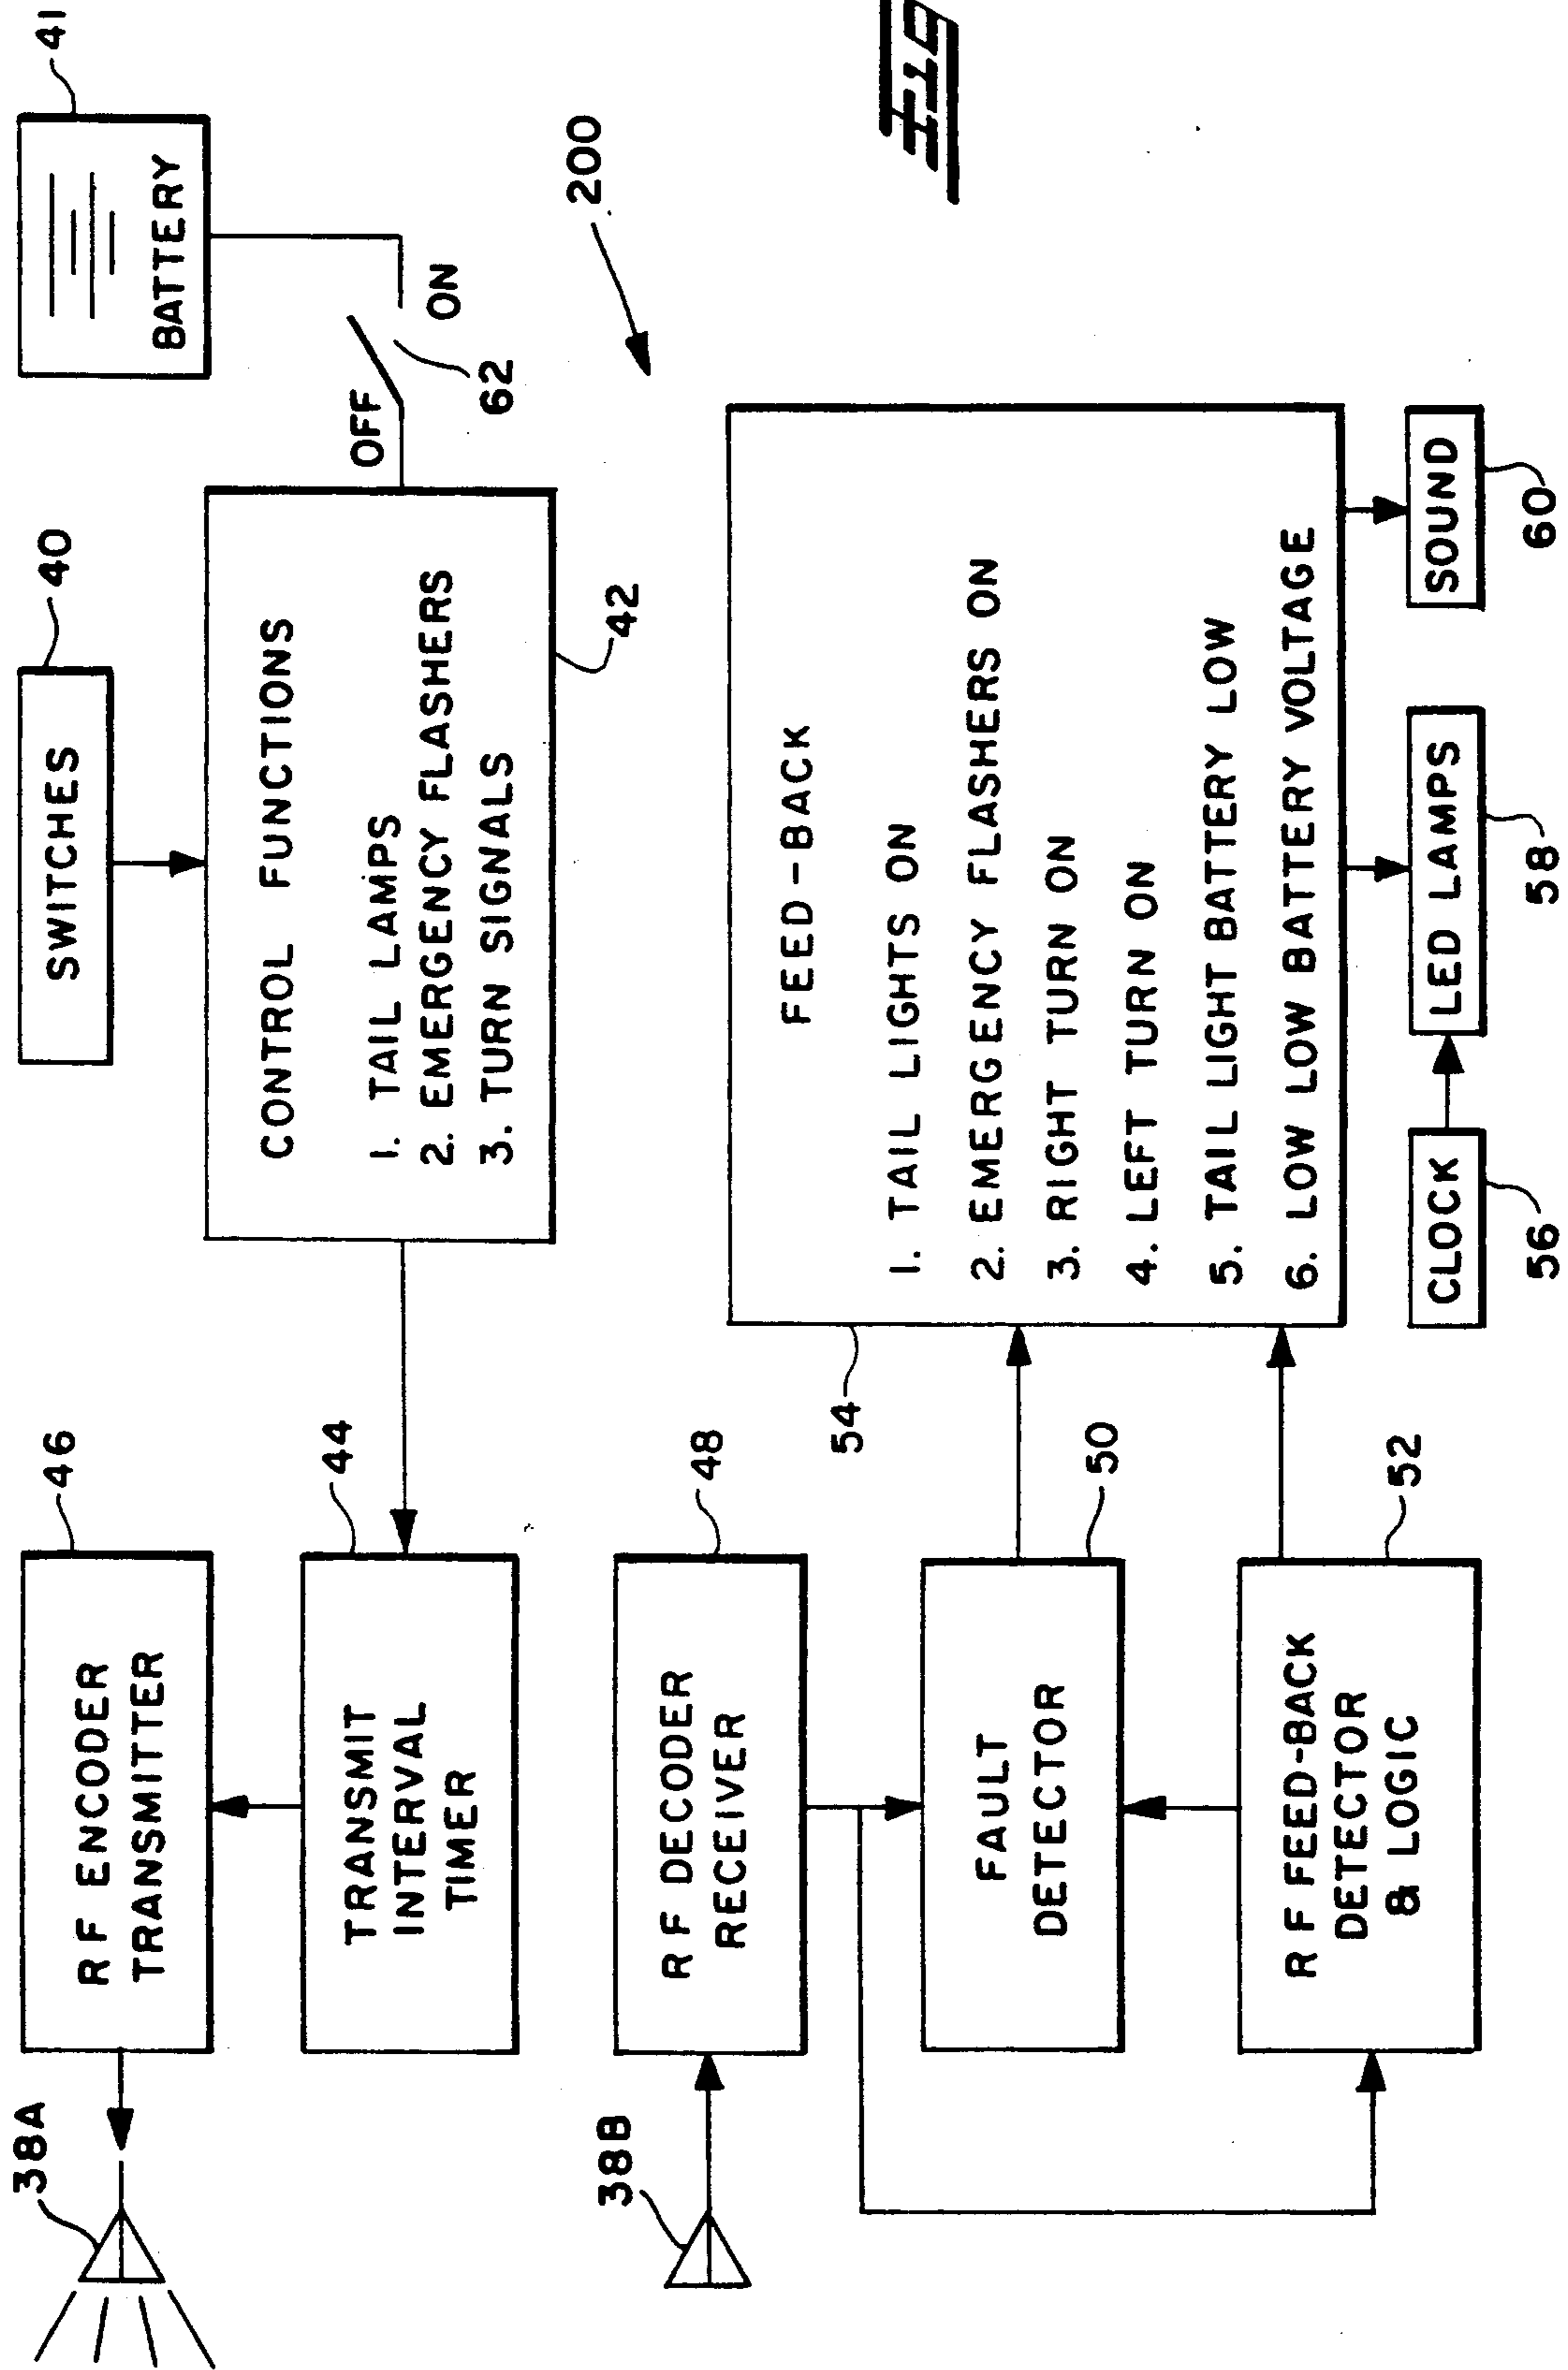 38A
46
RF ENCODER
TRANSMITTER
44
TRANSMIT
INTERVAL
TIMER
40
SWITCHES
CONTROL FUNCTIONS
1. TAIL LAMPS
2. EMERGENCY FLASHERS
3. TURN SIGNALS
42
41
BATTERY
OFF
ON
62
200
38B
48
RF DECODER
RECEIVER
50
FAULT
DETECTOR
52
RF FEED-BACK
DETECTOR
& LOGIC
54
FEED-BACK
1. TAIL LIGHTS ON
2. EMERGENCY FLASHERS ON
3. RIGHT TURN ON
4. LEFT TURN ON
5. TAIL LIGHT BATTERY LOW
6. LOW LOW BATTERY VOLTAGE
CLOCK
56
LED LAMPS
58
SOUND
60